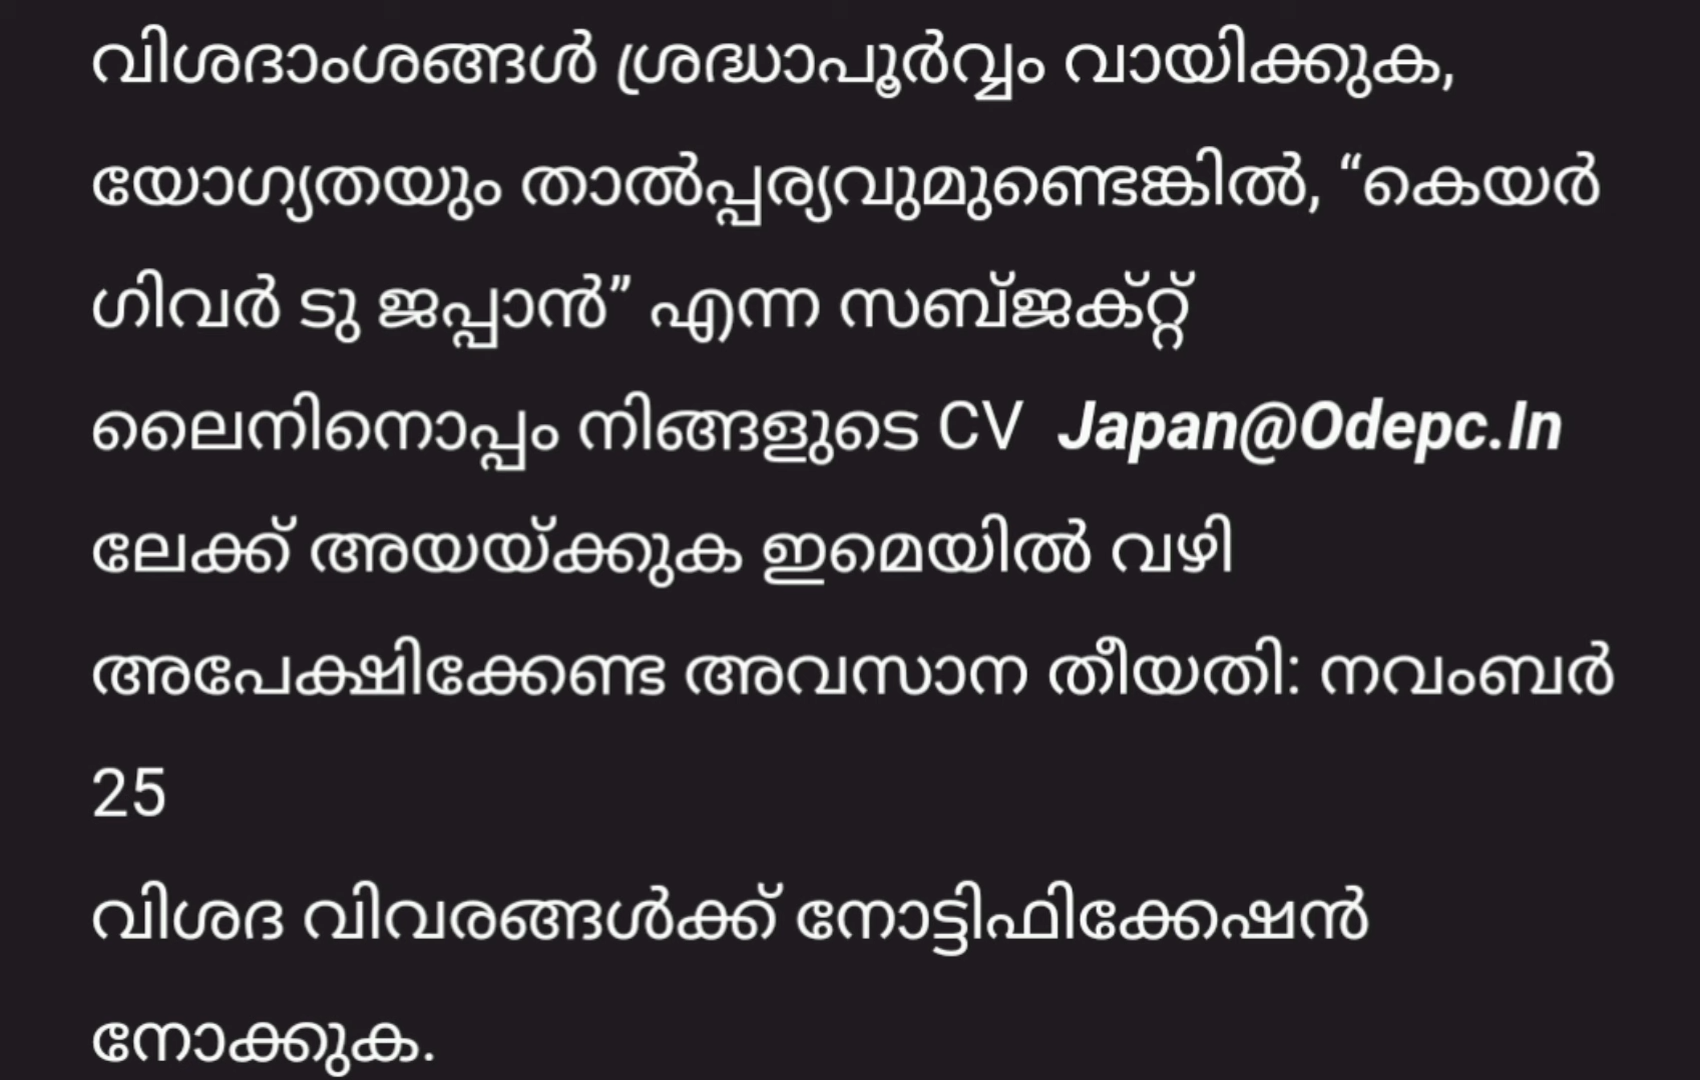 വിശദാംശങ്ങൾ ശ്രദ്ധാപൂർവ്വം വായിക്കുക,
യോഗ്യതയും താൽപ്പര്യവുമുണ്ടെങ്കിൽ, “കെയർ
ഗിവർ ടു ജപ്പാൻ” എന്ന സബ്ജക്റ്റ്
ലൈനിനൊപ്പം നിങ്ങളുടെ CV Japan@Odepc.In
ലേക്ക് അയയ്ക്കുക ഇമെയിൽ വഴി
അപേക്ഷിക്കേണ്ട അവസാന തീയതി: നവംബർ
25
വിശദ വിവരങ്ങൾക്ക് നോട്ടിഫിക്കേഷൻ
നോക്കുക.